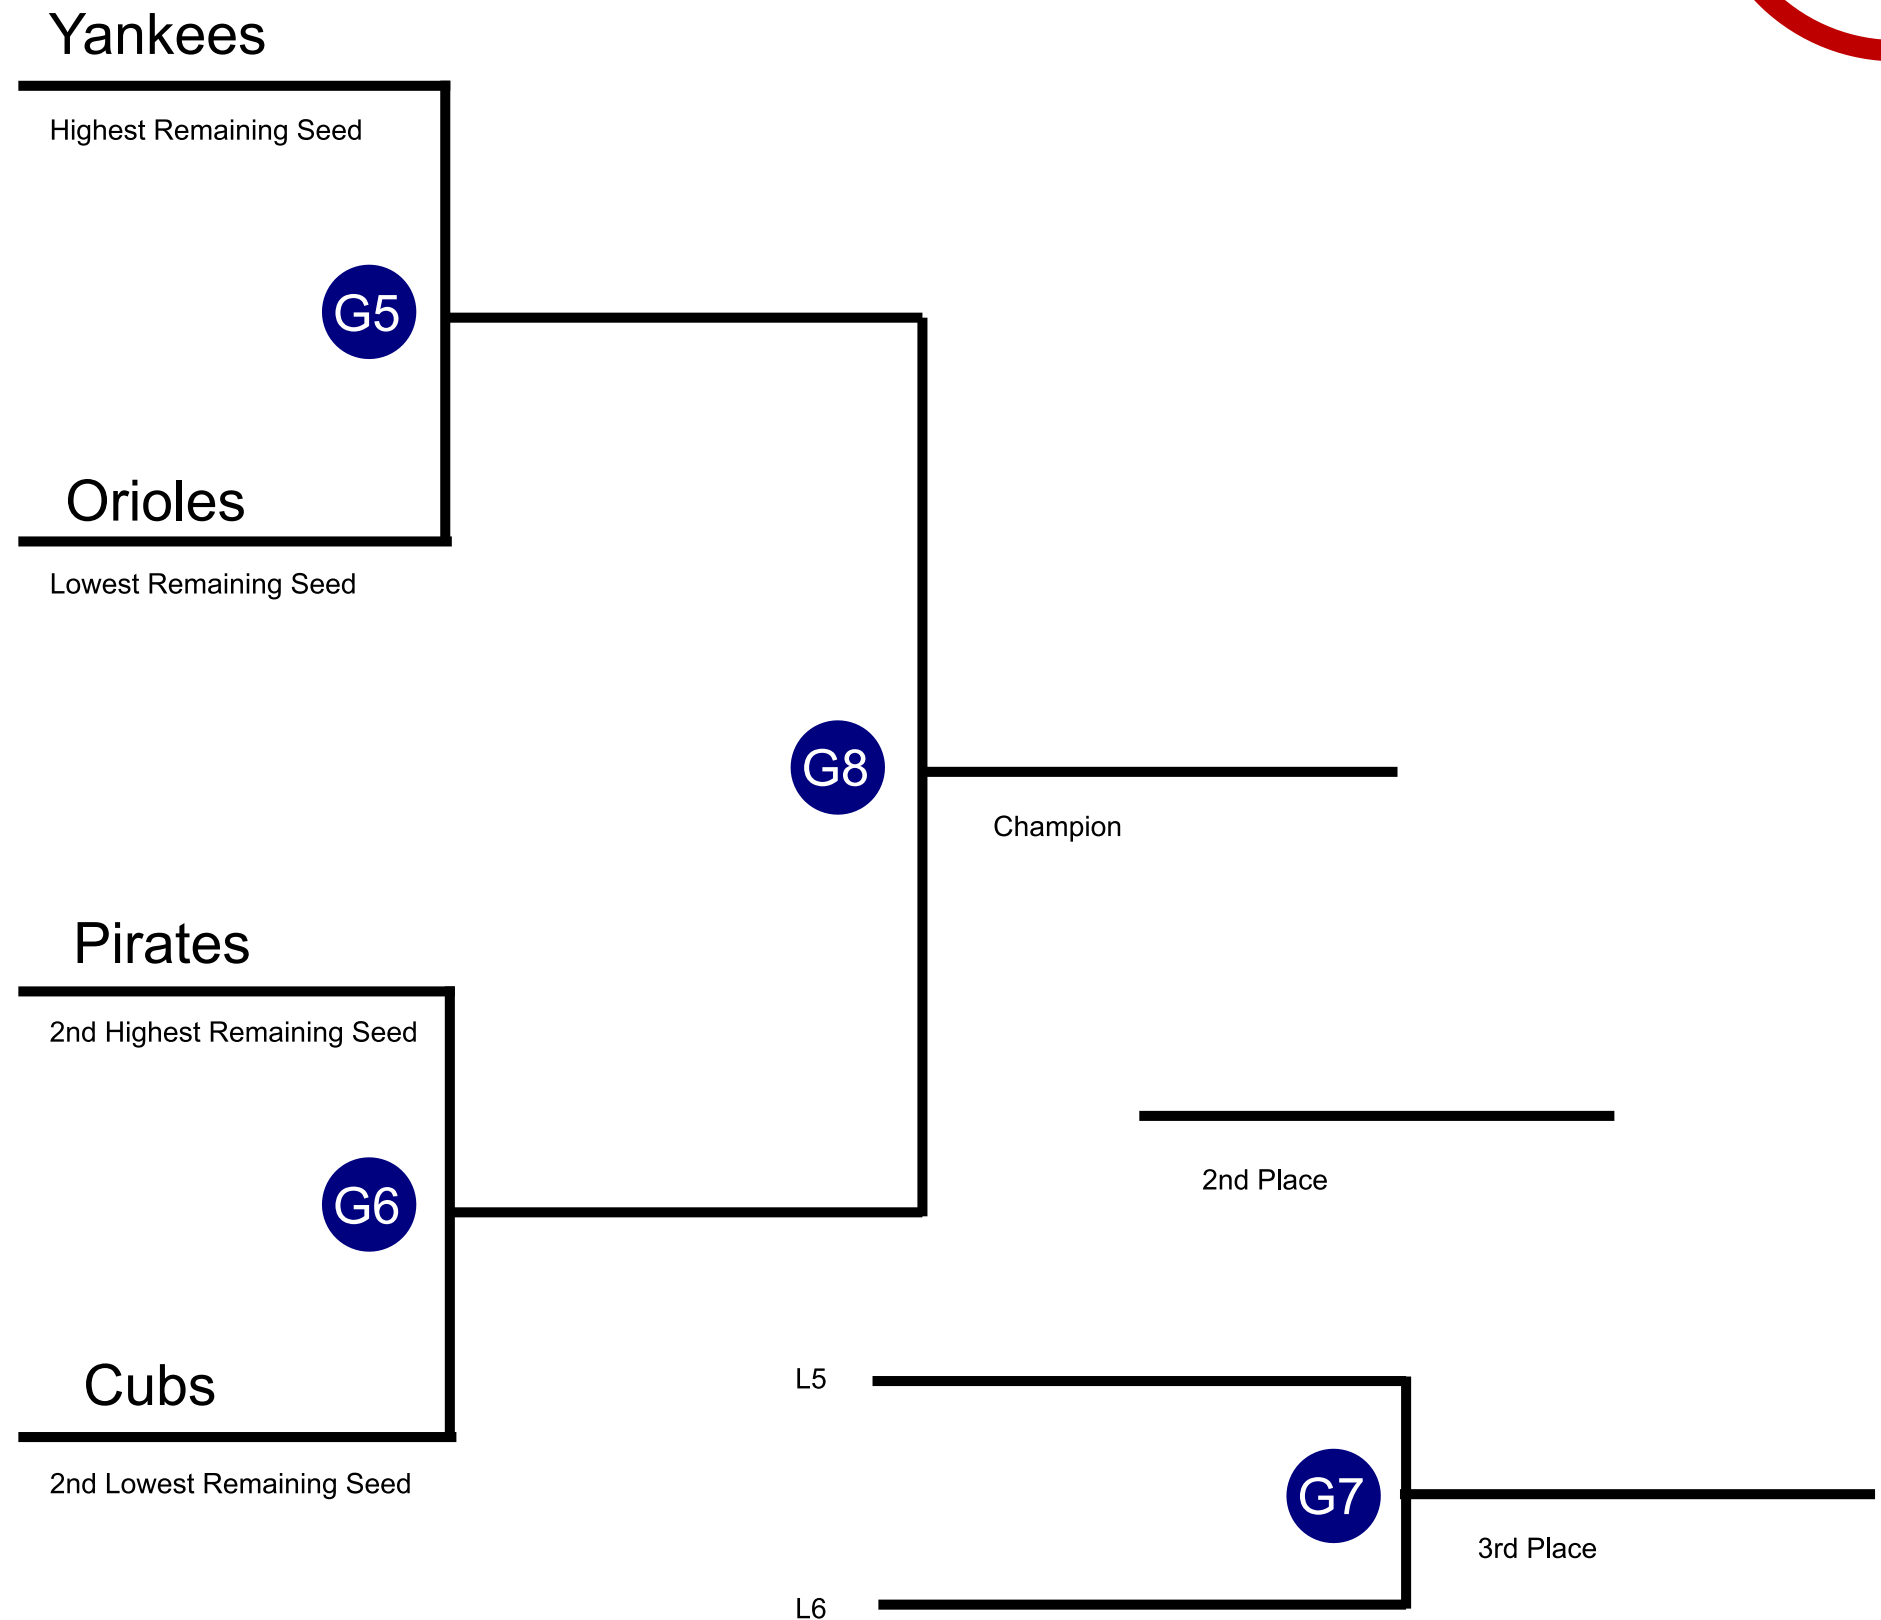 Yankees
Highest Remaining Seed
G5
Orioles
Lowest Remaining Seed
G8
Champion
Pirates
2nd Highest Remaining Seed
2nd Place
G6
Cubs
2nd Lowest Remaining Seed
L5
G7
3rd Place
L6